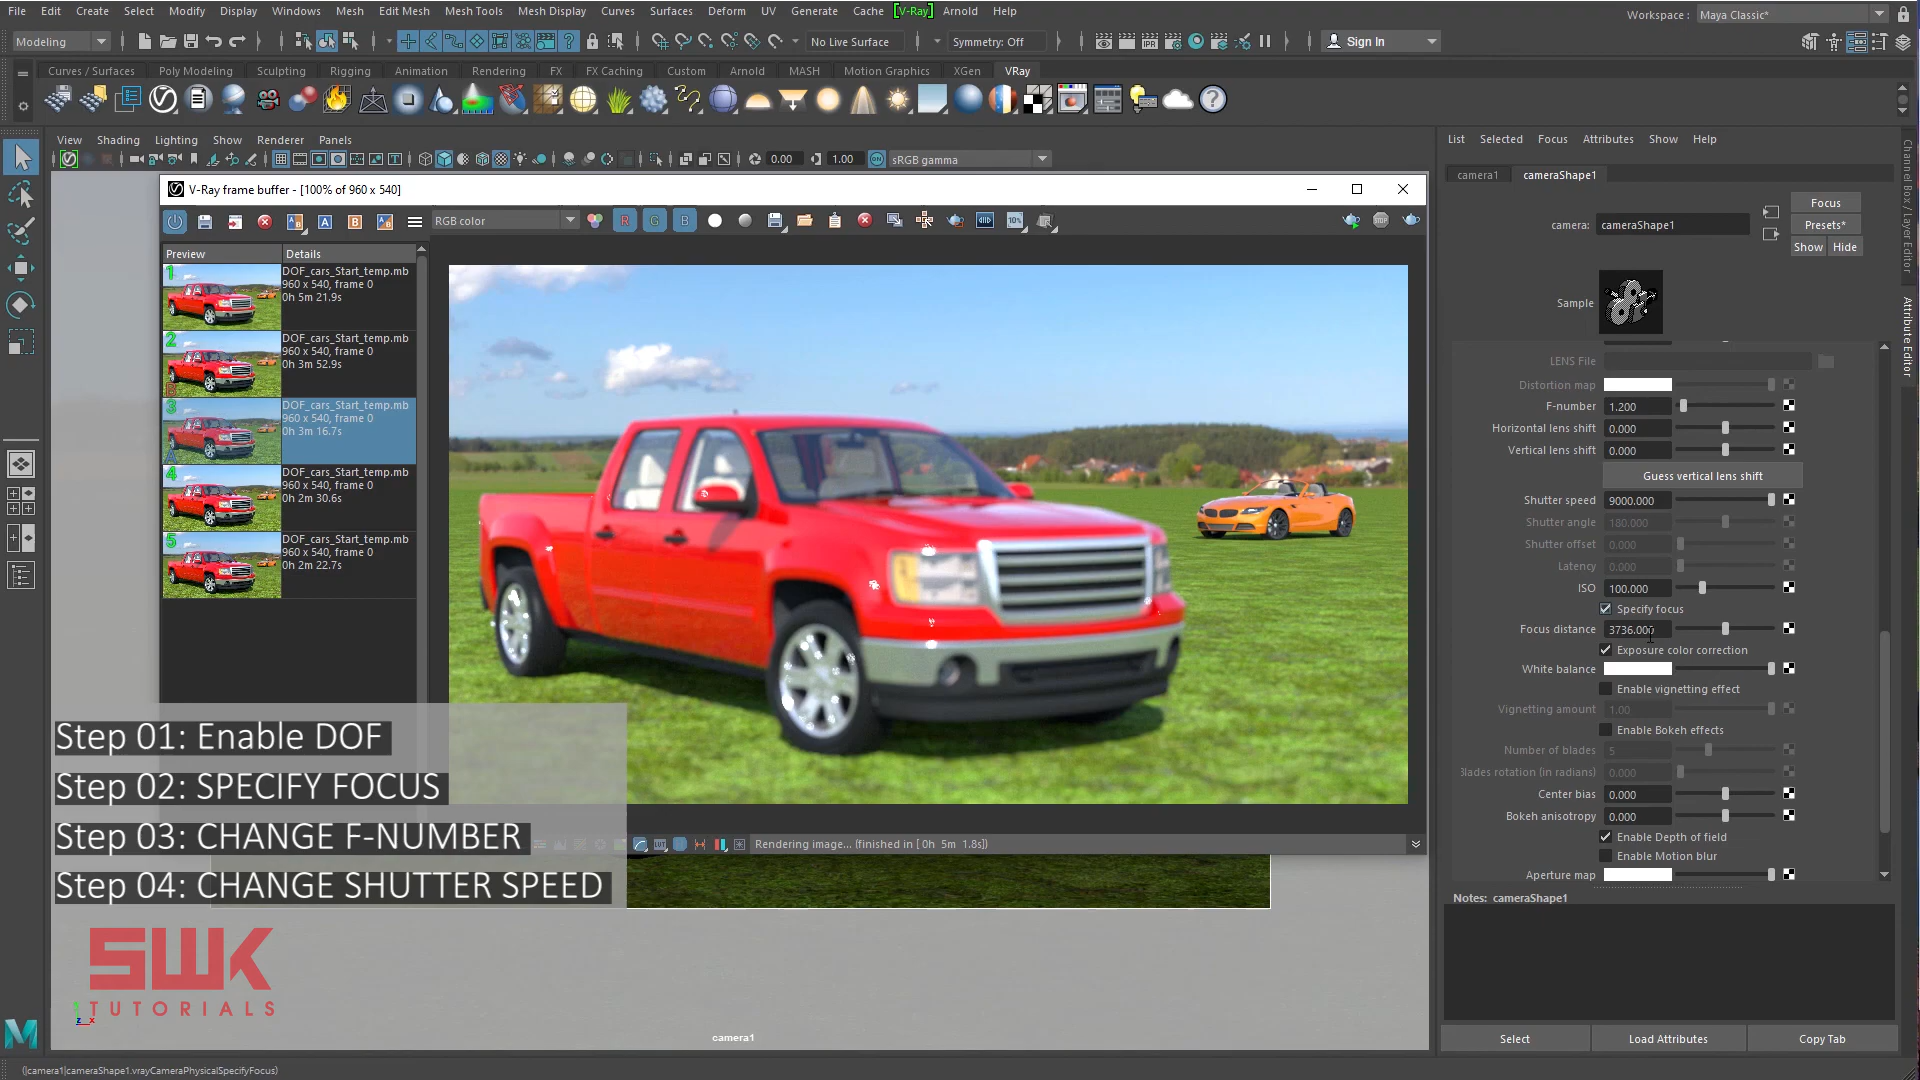 File Edit Create Select Modify Display Windows Mesh Edit Mesh Mesh Tools Mesh Display Curves Surfaces Deform UV Generate Cache [V-Ray] Arnold Help
Workspace : Maya Classic*
Modeling
No Live Surface
Symmetry: Off
Sign In
Curves / Surfaces Poly Modeling Sculpting Rigging Animation Rendering FX FX Caching Custom Arnold MASH Motion Graphics XGen VRay
View Shading Lighting Show Renderer Panels
0.00 1.00 ON sRGB gamma
V-Ray frame buffer - [100% of 960 x 540]
RGB color
R G B
10%
Preview Details
1
DOF_cars_Start_temp.mb
960 x 540, frame 0
0h 5m 21.9s
2
B
DOF_cars_Start_temp.mb
960 x 540, frame 0
0h 3m 52.9s
3
A
DOF_cars_Start_temp.mb
960 x 540, frame 0
0h 3m 16.7s
4
DOF_cars_Start_temp.mb
960 x 540, frame 0
0h 2m 30.6s
5
DOF_cars_Start_temp.mb
960 x 540, frame 0
0h 2m 22.7s
Rendering image... (finished in [ 0h 5m 1.8s])
Step 01: Enable DOF
Step 02: SPECIFY FOCUS
Step 03: CHANGE F-NUMBER
Step 04: CHANGE SHUTTER SPEED
SWK
TUTORIALS
z x
camera1
M
(|camera1|cameraShape1.vrayCameraPhysicalSpecifyFocus)
List Selected Focus Attributes Show Help
camera1 cameraShape1
camera: cameraShape1
Focus
Presets*
Show Hide
Sample
LENS File
Distortion map
F-number 1.200
Horizontal lens shift 0.000
Vertical lens shift 0.000
Guess vertical lens shift
Shutter speed 9000.000
Shutter angle 180.000
Shutter offset 0.000
Latency 0.000
ISO 100.000
Specify focus
Focus distance 3736.000
Exposure color correction
White balance
Enable vignetting effect
Vignetting amount 1.00
Enable Bokeh effects
Number of blades 5
Blades rotation (in radians) 0.000
Center bias 0.000
Bokeh anisotropy 0.000
Enable Depth of field
Enable Motion blur
Aperture map
Notes: cameraShape1
Select Load Attributes Copy Tab
Channel Box / Layer Editor
Attribute Editor